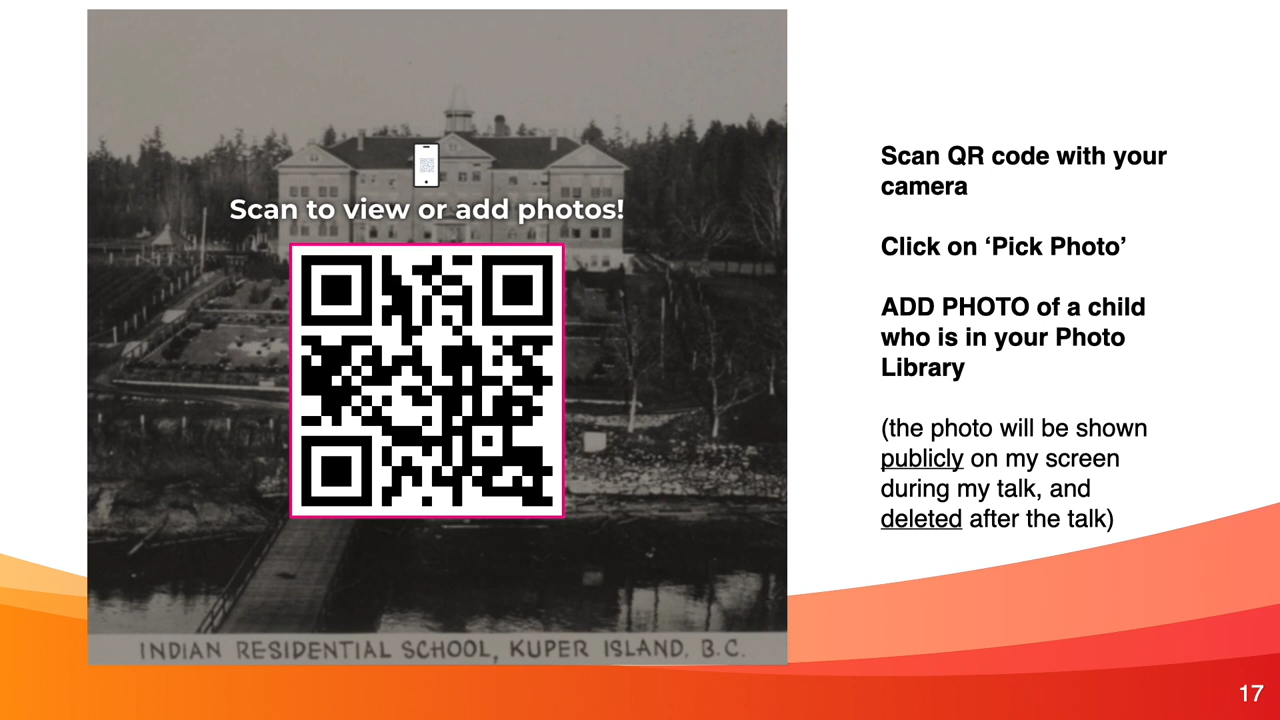 Scan to view or add photos!
INDIAN RESIDENTIAL SCHOOL, KUPER ISLAND, B.C.
Scan QR code with your
camera
Click on ‘Pick Photo’
ADD PHOTO of a child
who is in your Photo
Library
(the photo will be shown
publicly on my screen
during my talk, and
deleted after the talk)
17